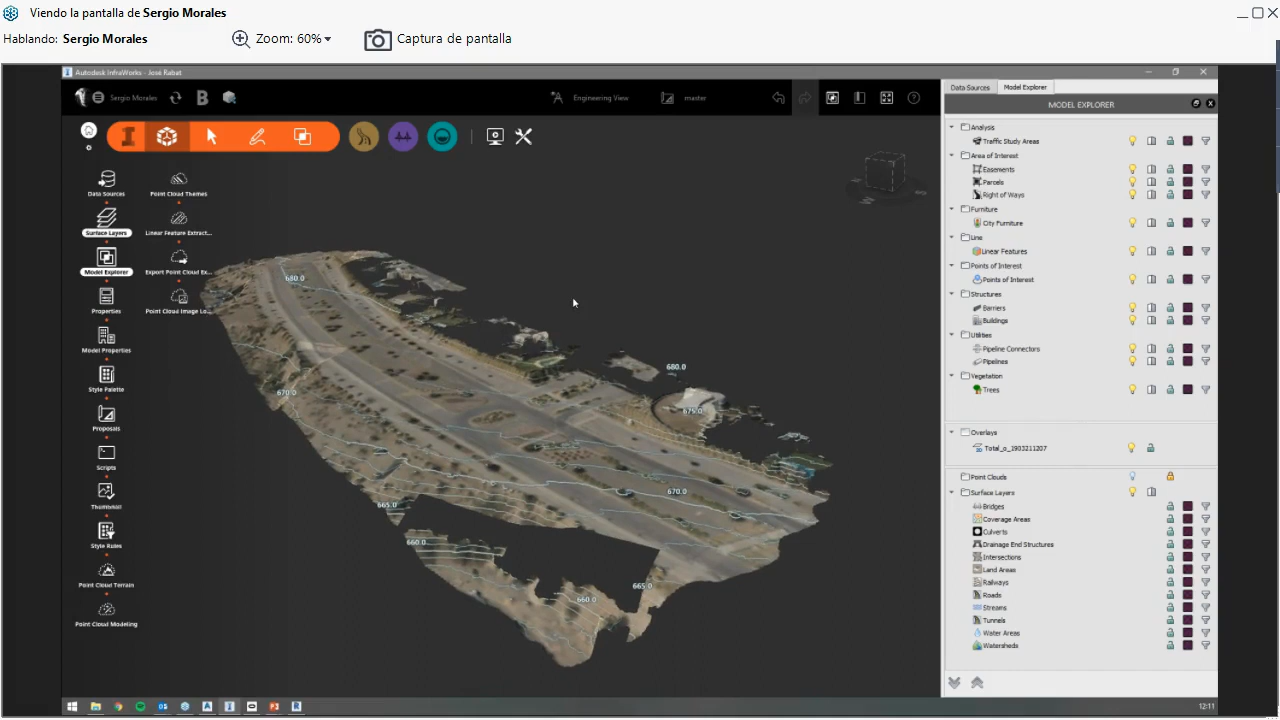 Viendo la pantalla de Sergio Morales
Hablando: Sergio Morales
Zoom: 60%
Captura de pantalla
Autodesk InfraWorks - José Rabat
Sergio Morales
Engineering View
master
Data Sources
Model Explorer
MODEL EXPLORER
Data Sources
Point Cloud Themes
Surface Layers
Linear Feature Extract...
Model Explorer
Export Point Cloud Ex...
Properties
Point Cloud Image Lo...
Model Properties
Style Palette
Proposals
Scripts
Thumbnail
Style Rules
Point Cloud Terrain
Point Cloud Modeling
680.0
680.0
670.0
675.0
670.0
665.0
660.0
665.0
660.0
Analysis
Traffic Study Areas
Area of Interest
Easements
Parcels
Right of Ways
Furniture
City Furniture
Line
Linear Features
Points of Interest
Points of Interest
Structures
Barriers
Buildings
Utilities
Pipeline Connectors
Pipelines
Vegetation
Trees
Overlays
Total_o_1903211207
Point Clouds
Surface Layers
Bridges
Coverage Areas
Culverts
Drainage End Structures
Intersections
Land Areas
Railways
Roads
Streams
Tunnels
Water Areas
Watersheds
12:11